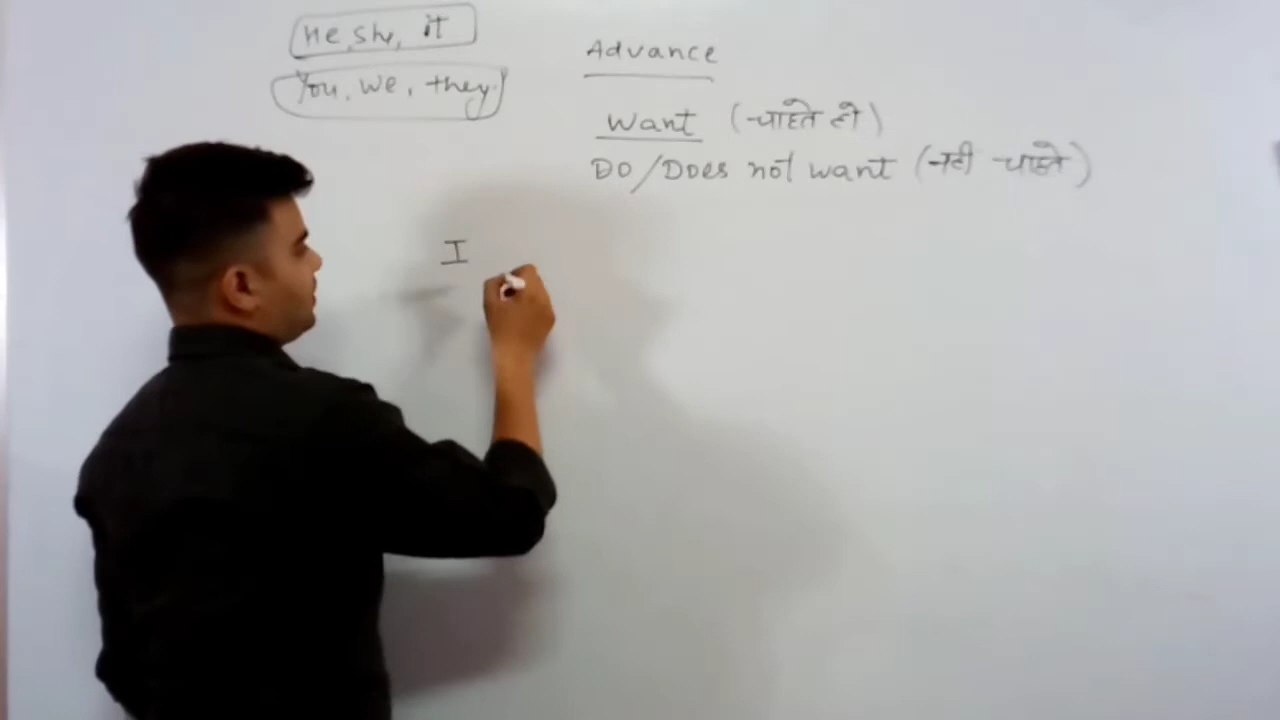 He, she, it
You, we, they
Advance
Want (चाहते हो)
DO/Does not want (नही चाहते)
I